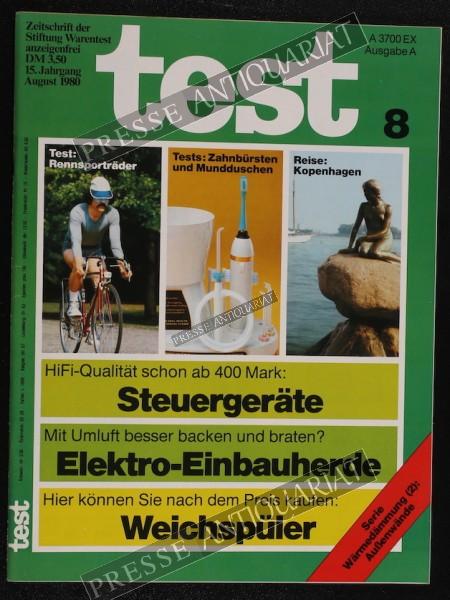 Zeitschrift der
Stiftung Warentest
anzeigenfrei
DM 3,50
15. Jahrgang
August 1980
test
A 3700 EX
Ausgabe A
8
Test:
Rennsporträder
Tests: Zahnbürsten
und Mundduschen
Reise:
Kopenhagen
HiFi-Qualität schon ab 400 Mark:
Steuergeräte
Mit Umluft besser backen und braten?
Elektro-Einbauherde
Hier können Sie nach dem Preis kaufen:
Weichspüler
Serie
Wärmedämmung (2):
Außenwände
test
PRESSE ANTIQUARIAT
PRESSE ANTIQUARIAT
PRESSE ANTIQUARIAT